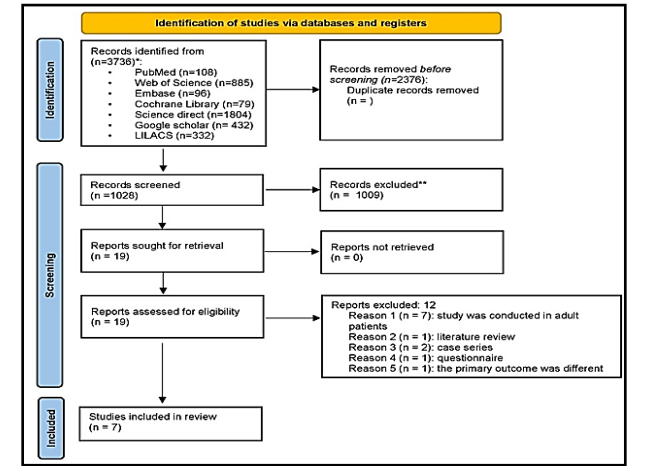 Identification of studies via databases and registers
Identification
Records identified from
(n=3736)*:
• PubMed (n=108)
• Web of Science (n=885)
• Embase (n=96)
• Cochrane Library (n=79)
• Science direct (n=1804)
• Google scholar (n= 432)
• LILACS (n=332)
Records removed before
screening (n=2376):
Duplicate records removed
(n = )
Screening
Records screened
(n =1028)
Records excluded**
(n = 1009)
Reports sought for retrieval
(n = 19)
Reports not retrieved
(n = 0)
Reports assessed for eligibility
(n = 19)
Reports excluded: 12
Reason 1 (n = 7): study was conducted in adult
patients
Reason 2 (n = 1): literature review
Reason 3 (n = 2): case series
Reason 4 (n = 1): questionnaire
Reason 5 (n = 1): the primary outcome was different
Included
Studies included in review
(n = 7)